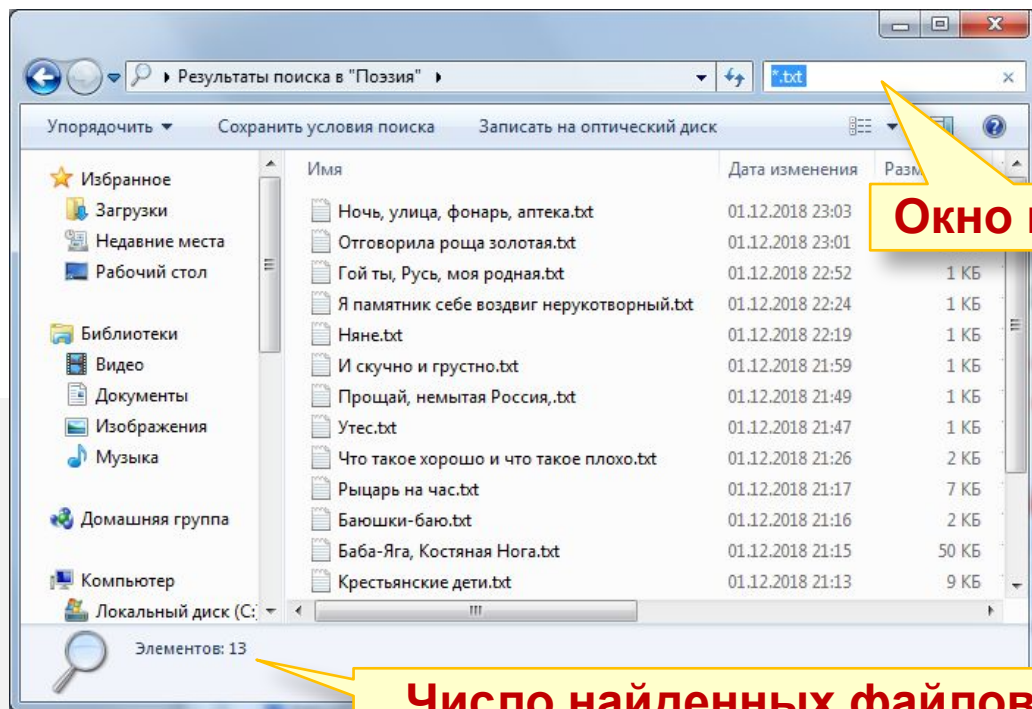 Результаты поиска в "Поэзия"
*.txt
Упорядочить Сохранить условия поиска Записать на оптический диск
Избранное
Загрузки
Недавние места
Рабочий стол
Библиотеки
Видео
Документы
Изображения
Музыка
Домашняя группа
Компьютер
Локальный диск (C:)
Имя Дата изменения
Ночь, улица, фонарь, аптека.txt 01.12.2018 23:03
Отговорила роща золотая.txt 01.12.2018 23:01
Гой ты, Русь, моя родная.txt 01.12.2018 22:52 1 КБ
Я памятник себе воздвиг нерукотворный.txt 01.12.2018 22:24 1 КБ
Няне.txt 01.12.2018 22:19 1 КБ
И скучно и грустно.txt 01.12.2018 21:59 1 КБ
Прощай, немытая Россия,.txt 01.12.2018 21:49 1 КБ
Утес.txt 01.12.2018 21:47 1 КБ
Что такое хорошо и что такое плохо.txt 01.12.2018 21:26 2 КБ
Рыцарь на час.txt 01.12.2018 21:17 7 КБ
Баюшки-баю.txt 01.12.2018 21:16 2 КБ
Баба-Яга, Костяная Нога.txt 01.12.2018 21:15 50 КБ
Крестьянские дети.txt 01.12.2018 21:13 9 КБ
Окно
Элементов: 13
Число найденных файлов